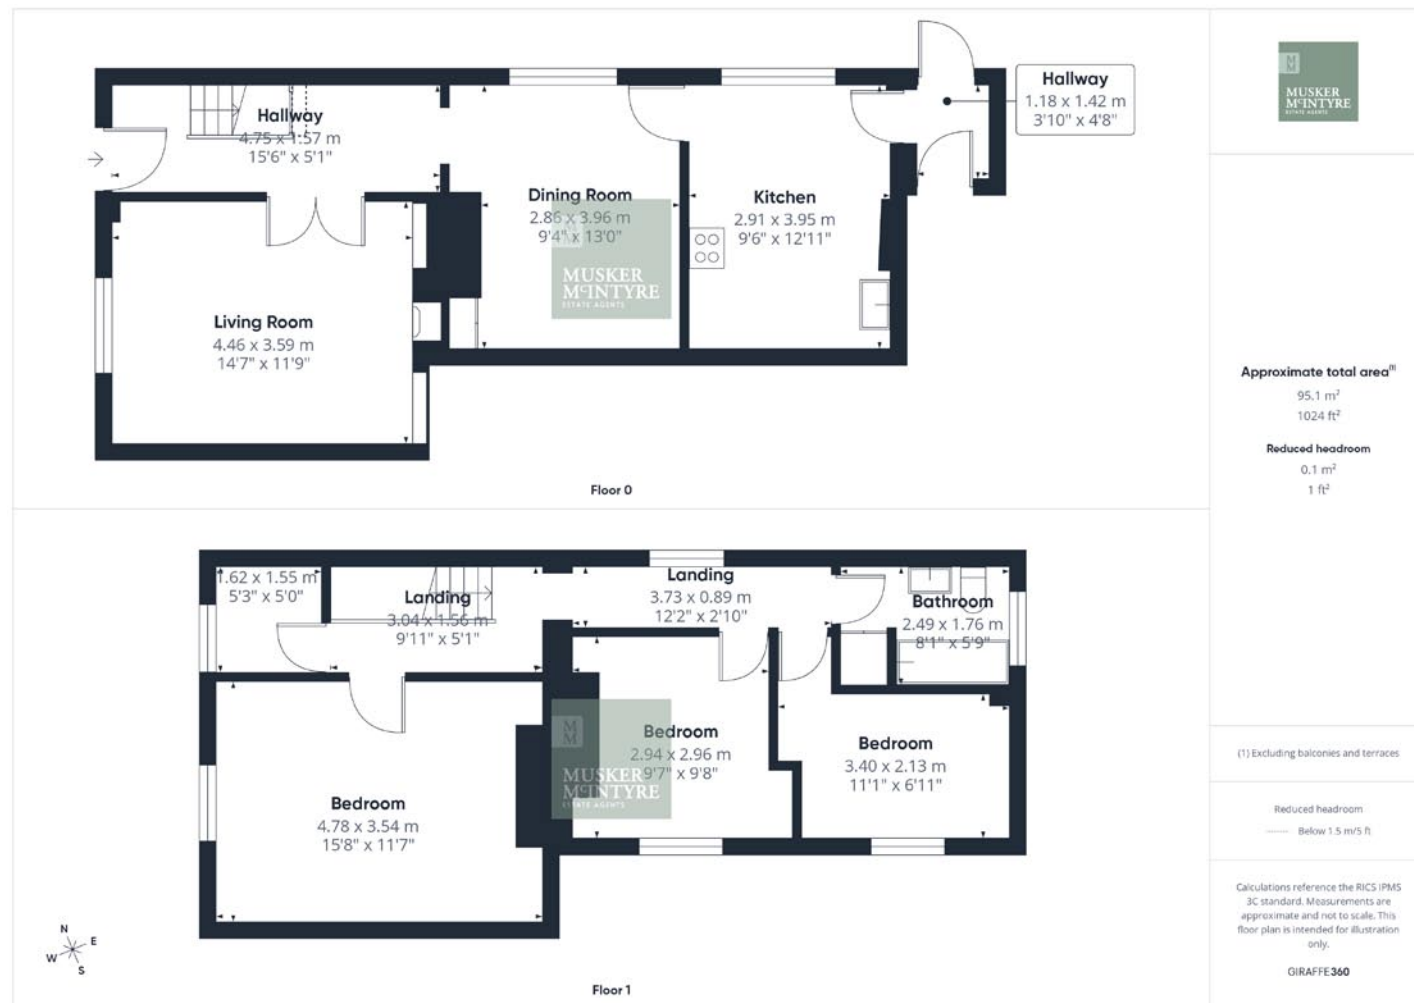 Hallway
4.75 x 1.57 m
15'6" x 5'1"
Hallway
1.18 x 1.42 m
3'10" x 4'8"
Dining Room
2.86 x 3.96 m
9'4" x 13'0"
Kitchen
2.91 x 3.95 m
9'6" x 12'11"
Living Room
4.46 x 3.59 m
14'7" x 11'9"
MM
MUSKER
McINTYRE
ESTATE AGENTS
Floor 0
1.62 x 1.55 m
5'3" x 5'0"
Landing
3.04 x 1.56 m
9'11" x 5'1"
Landing
3.73 x 0.89 m
12'2" x 2'10"
Bathroom
2.49 x 1.76 m
8'1" x 5'9"
Bedroom
4.78 x 3.54 m
15'8" x 11'7"
Bedroom
2.94 x 2.96 m
9'7" x 9'8"
Bedroom
3.40 x 2.13 m
11'1" x 6'11"
MM
MUSKER
McINTYRE
ESTATE AGENTS
N
E
W
S
Floor 1
MM
MUSKER
McINTYRE
ESTATE AGENTS
Approximate total area(1)
95.1 m²
1024 ft²
Reduced headroom
0.1 m²
1 ft²
(1) Excluding balconies and terraces
Reduced headroom
Below 1.5 m/5 ft
Calculations reference the RICS IPMS
3C standard. Measurements are
approximate and not to scale. This
floor plan is intended for illustration
only.
GIRAFFE360